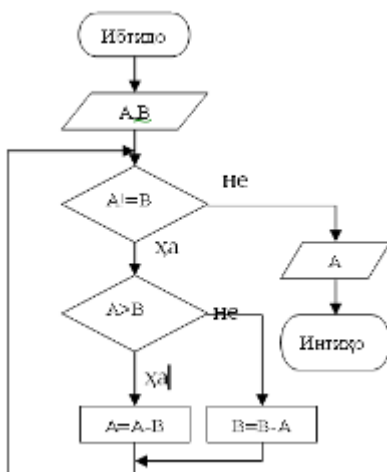 Ибтидо
A,B
A!=B
не
ҳа
A
A>B
не
Интиҳо
ҳа
A=A-B
B=B-A